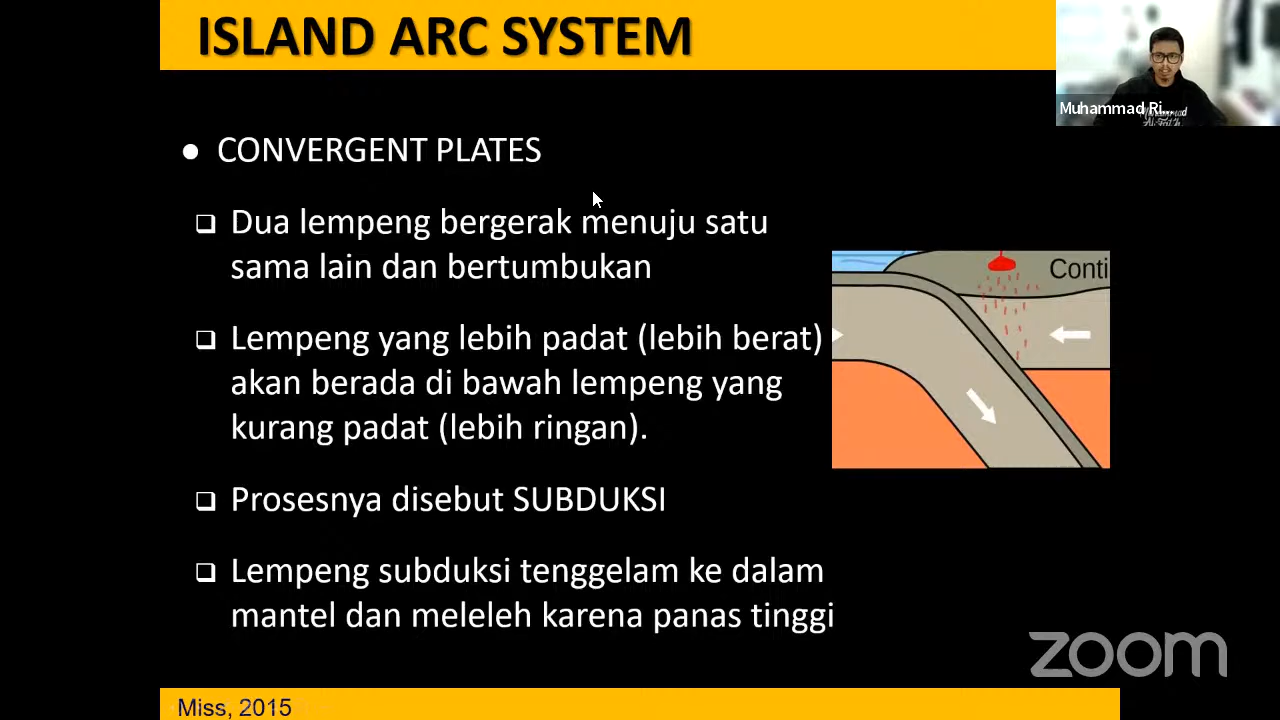 ISLAND ARC SYSTEM
Muhammad Ri...
● CONVERGENT PLATES
❑ Dua lempeng bergerak menuju satu
sama lain dan bertumbukan
❑ Lempeng yang lebih padat (lebih berat)
akan berada di bawah lempeng yang
kurang padat (lebih ringan).
❑ Prosesnya disebut SUBDUKSI
❑ Lempeng subduksi tenggelam ke dalam
mantel dan meleleh karena panas tinggi
Conti
zoom
Miss, 2015